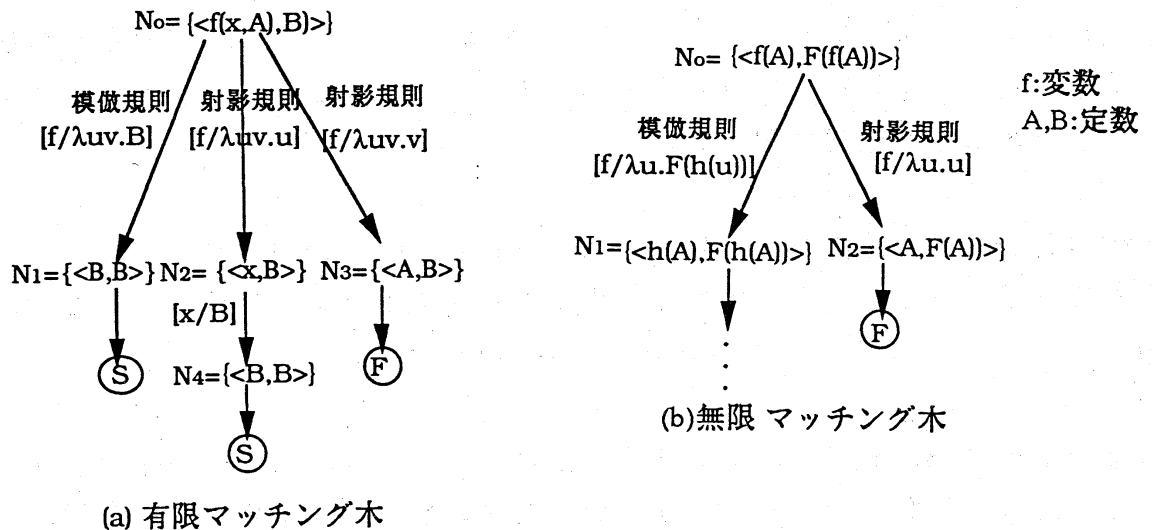 No= {<f(x,A),B)>}
模倣規則 射影規則 射影規則
[f/λuv.B] [f/λuv.u] [f/λuv.v]
N1={<B,B>} N2= {<x,B>} N3={<A,B>}
[x/B]
S
N4={<B,B>}
F
S
(a) 有限マッチング木
No= {<f(A),F(f(A))>}
f:変数
A,B:定数
模倣規則 射影規則
[f/λu.F(h(u))] [f/λu.u]
N1={<h(A),F(h(A))>} N2={<A,F(A))>}
F
(b)無限 マッチング木